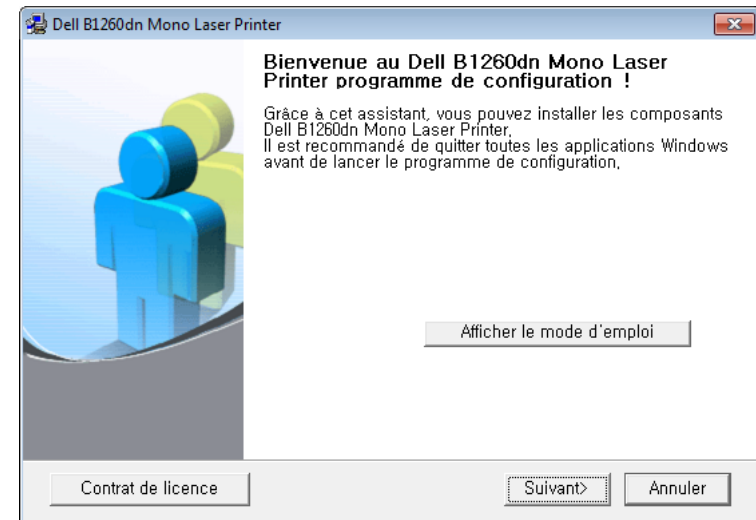 Dell B1260dn Mono Laser Printer
Bienvenue au Dell B1260dn Mono Laser
Printer programme de configuration !
Grâce à cet assistant, vous pouvez installer les composants
Dell B1260dn Mono Laser Printer,
Il est recommandé de quitter toutes les applications Windows
avant de lancer le programme de configuration,
Afficher le mode d'emploi
Contrat de licence
Suivant>
Annuler